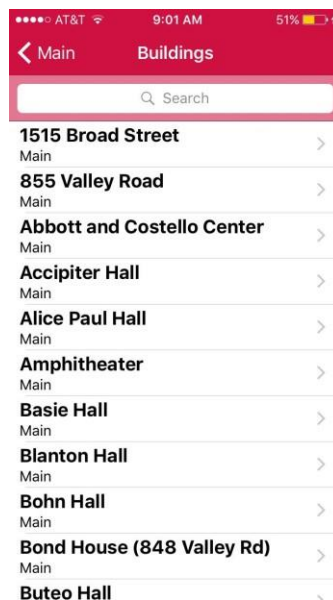 AT&T 9:01 AM 51%
Main Buildings
Search
1515 Broad Street
Main
855 Valley Road
Main
Abbott and Costello Center
Main
Accipiter Hall
Main
Alice Paul Hall
Main
Amphitheater
Main
Basie Hall
Main
Blanton Hall
Main
Bohn Hall
Main
Bond House (848 Valley Rd)
Main
Buteo Hall